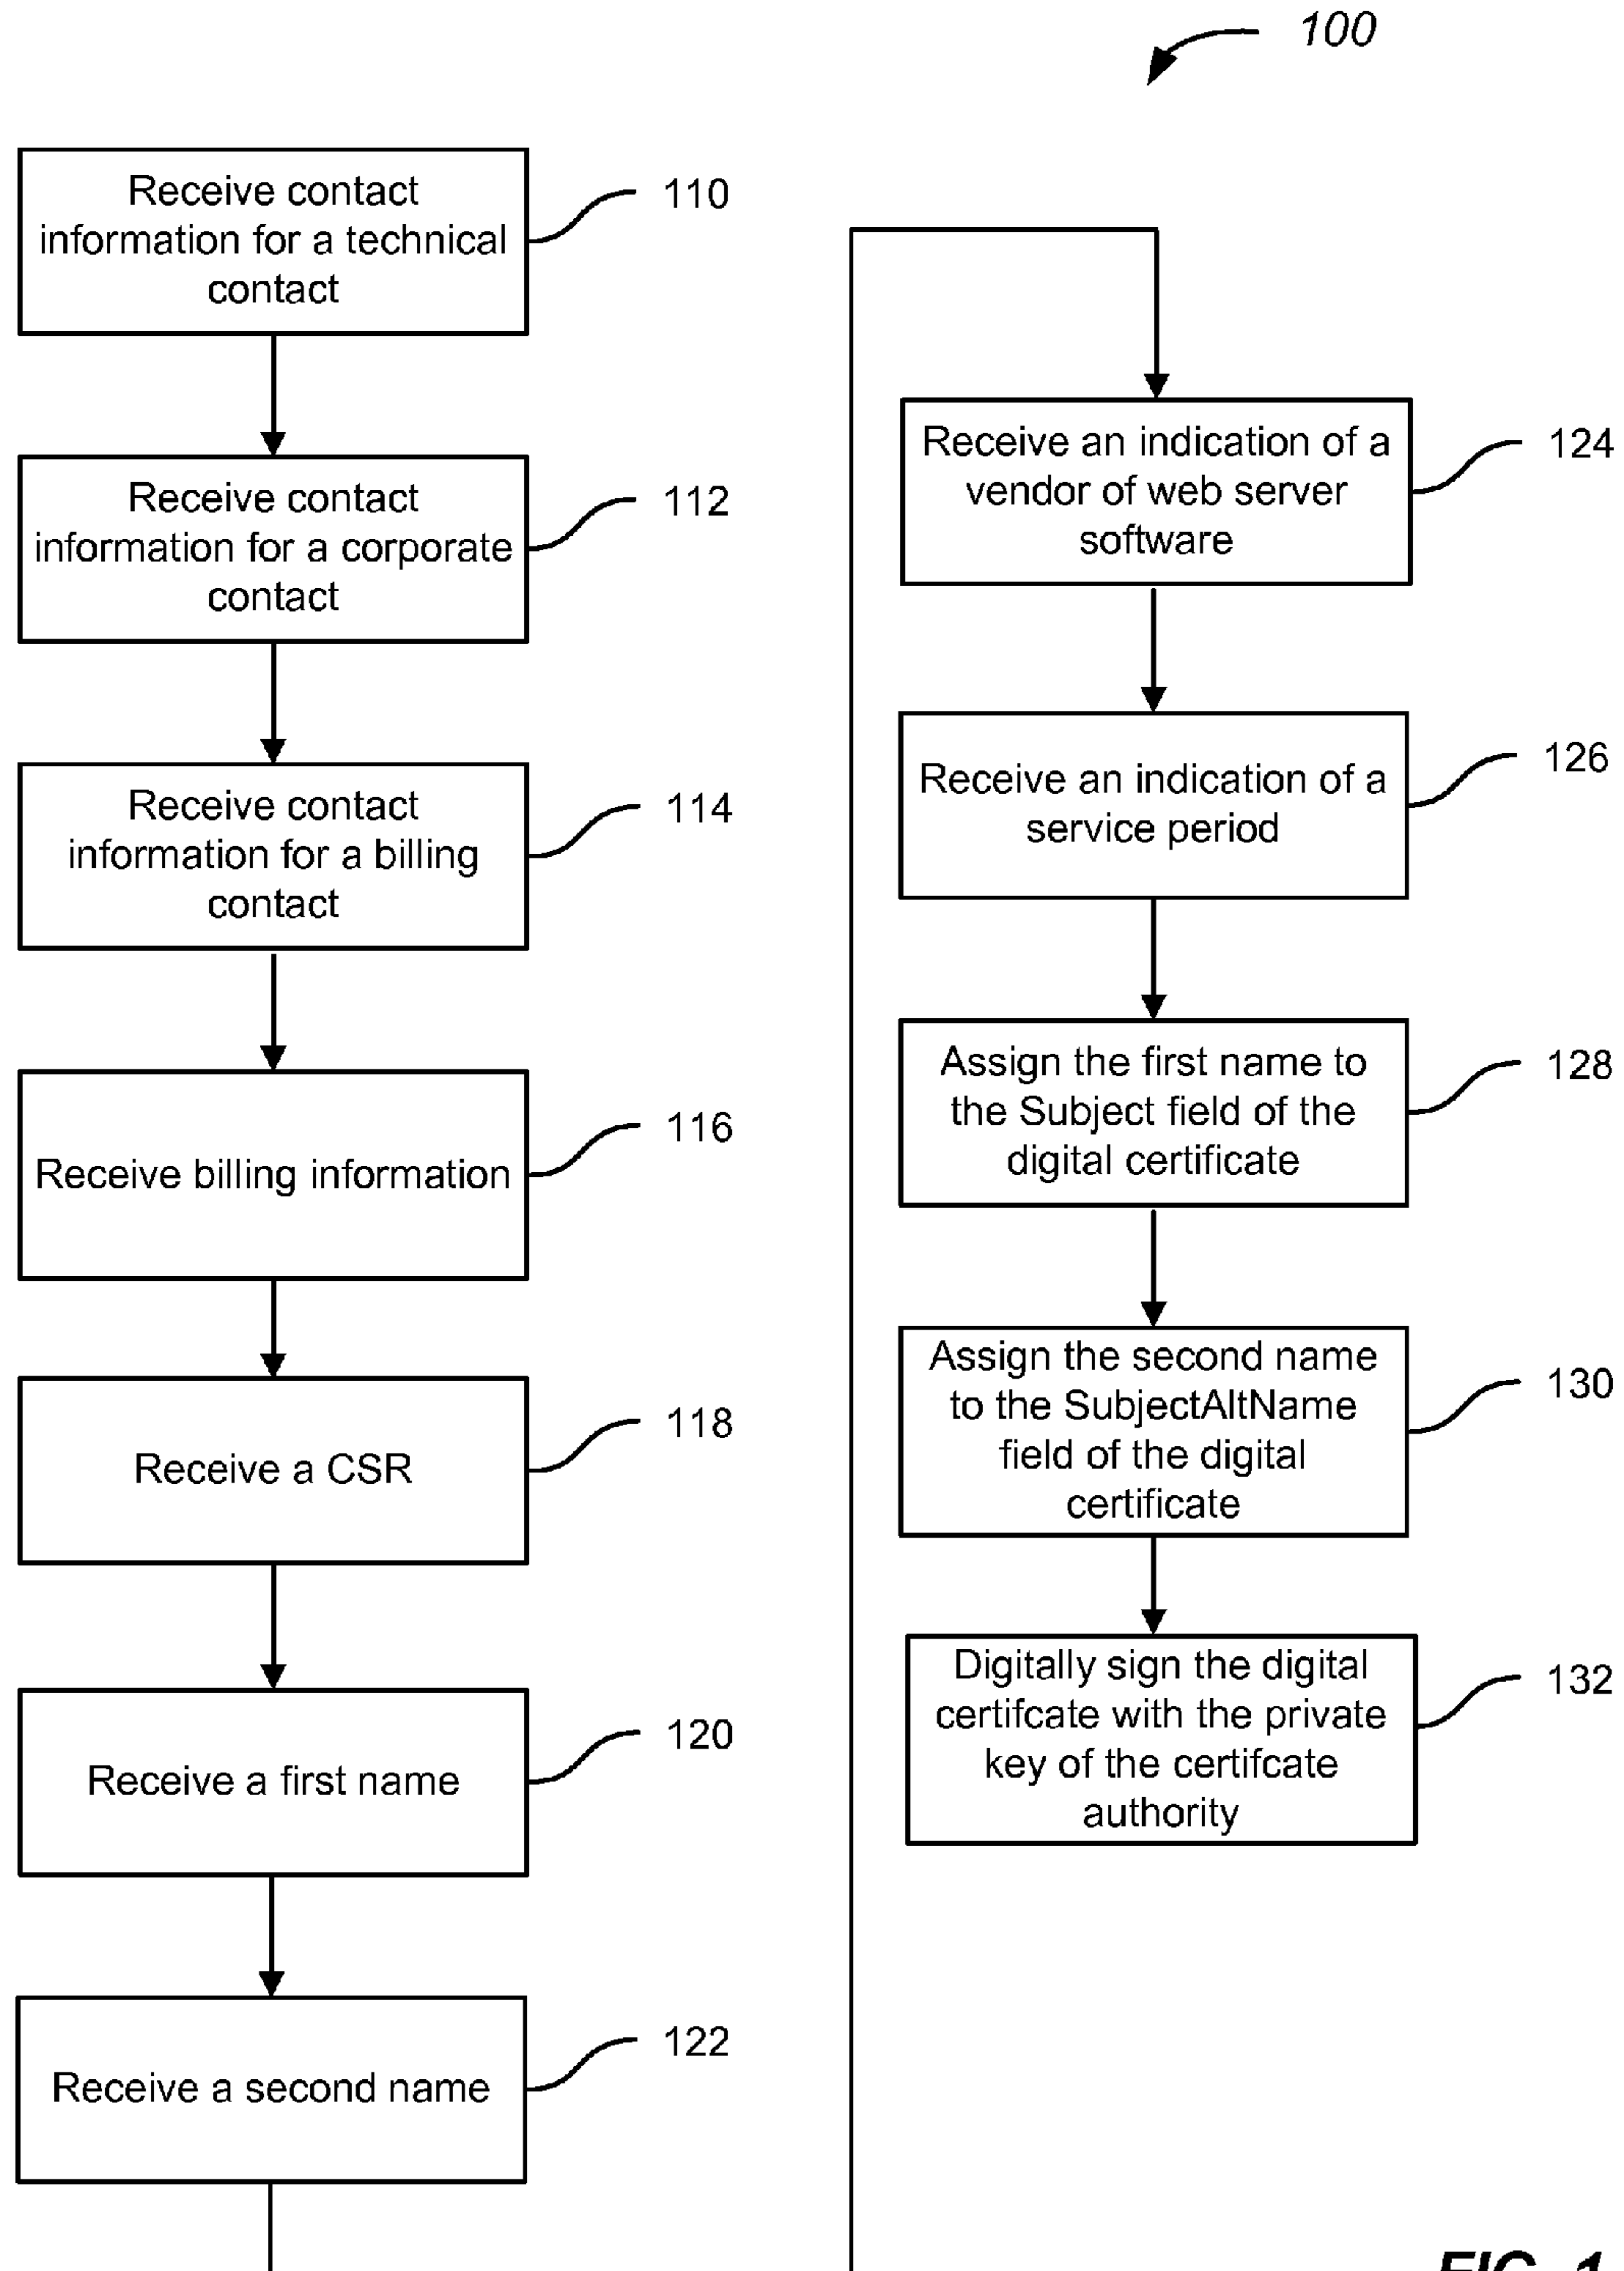 100
Receive contact
information for a technical
contact
110
Receive contact
information for a corporate
contact
112
Receive contact
information for a billing
contact
114
Receive billing information
116
Receive a CSR
118
Receive a first name
120
Receive a second name
122
Receive an indication of a
vendor of web server
software
124
Receive an indication of a
service period
126
Assign the first name to
the Subject field of the
digital certificate
128
Assign the second name
to the SubjectAltName
field of the digital
certificate
130
Digitally sign the digital
certifcate with the private
key of the certifcate
authority
132
FIG. 1